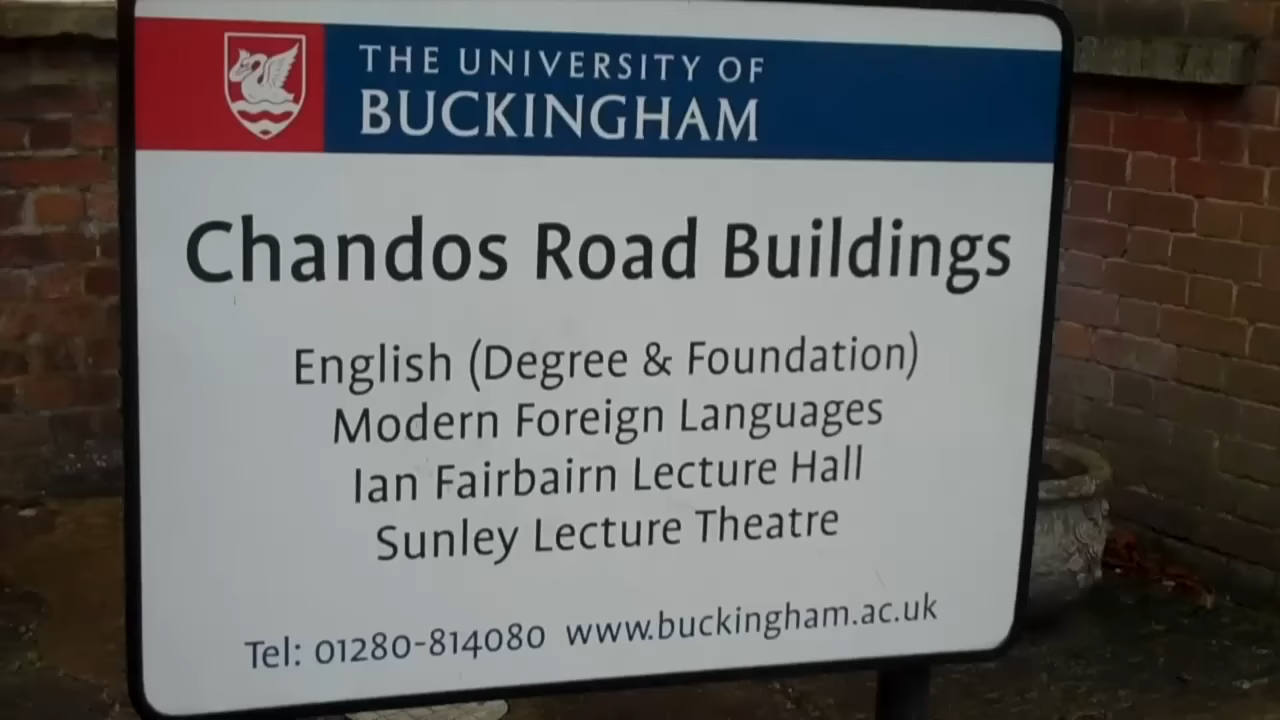 THE UNIVERSITY OF
BUCKINGHAM
Chandos Road Buildings
English (Degree & Foundation)
Modern Foreign Languages
Ian Fairbairn Lecture Hall
Sunley Lecture Theatre
Tel: 01280-814080 www.buckingham.ac.uk